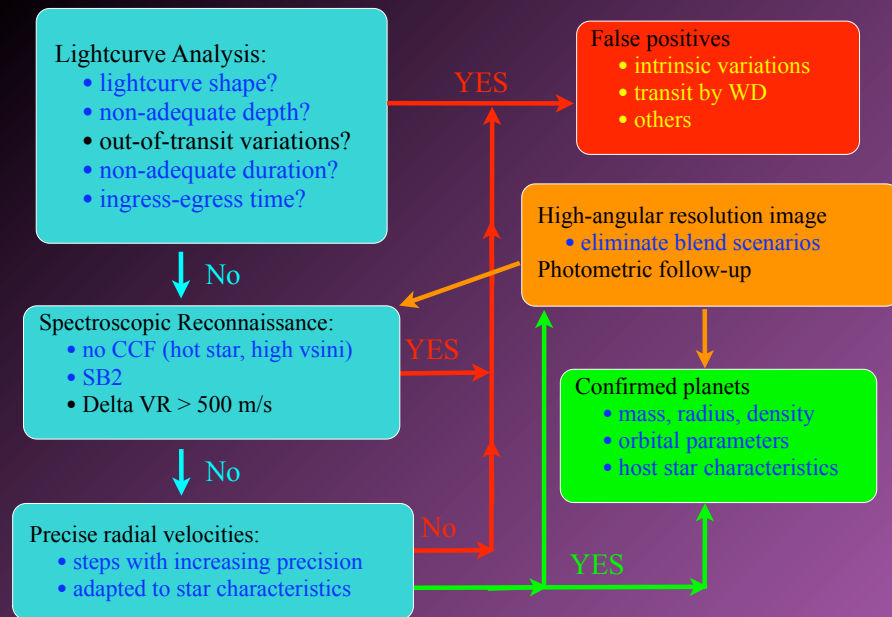 Lightcurve Analysis:
• lightcurve shape?
• non-adequate depth?
• out-of-transit variations?
• non-adequate duration?
• ingress-egress time?
YES
False positives
• intrinsic variations
• transit by WD
• others
High-angular resolution image
• eliminate blend scenarios
Photometric follow-up
No
Spectroscopic Reconnaissance:
• no CCF (hot star, high vsini)
• SB2
• Delta VR > 500 m/s
YES
Confirmed planets
• mass, radius, density
• orbital parameters
• host star characteristics
No
Precise radial velocities:
• steps with increasing precision
• adapted to star characteristics
No
YES